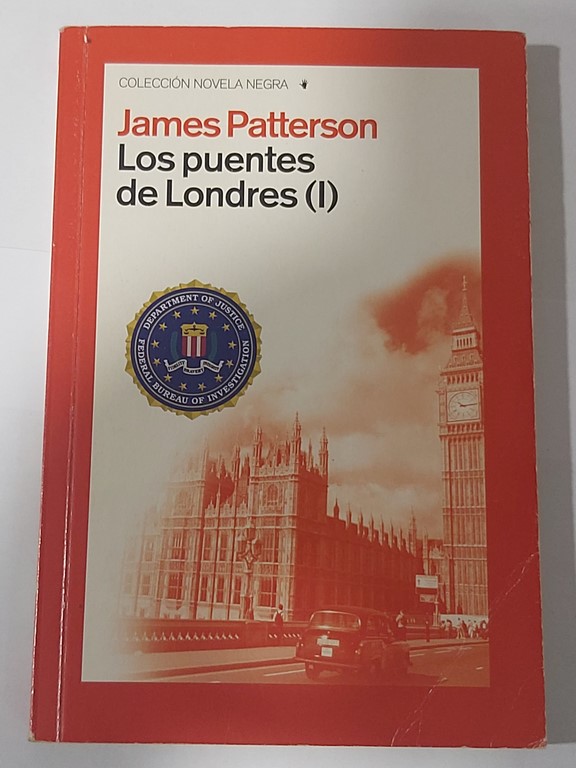 COLECCIÓN NOVELA NEGRA
James Patterson
Los puentes
de Londres (I)
DEPARTMENT OF JUSTICE
FEDERAL BUREAU OF INVESTIGATION